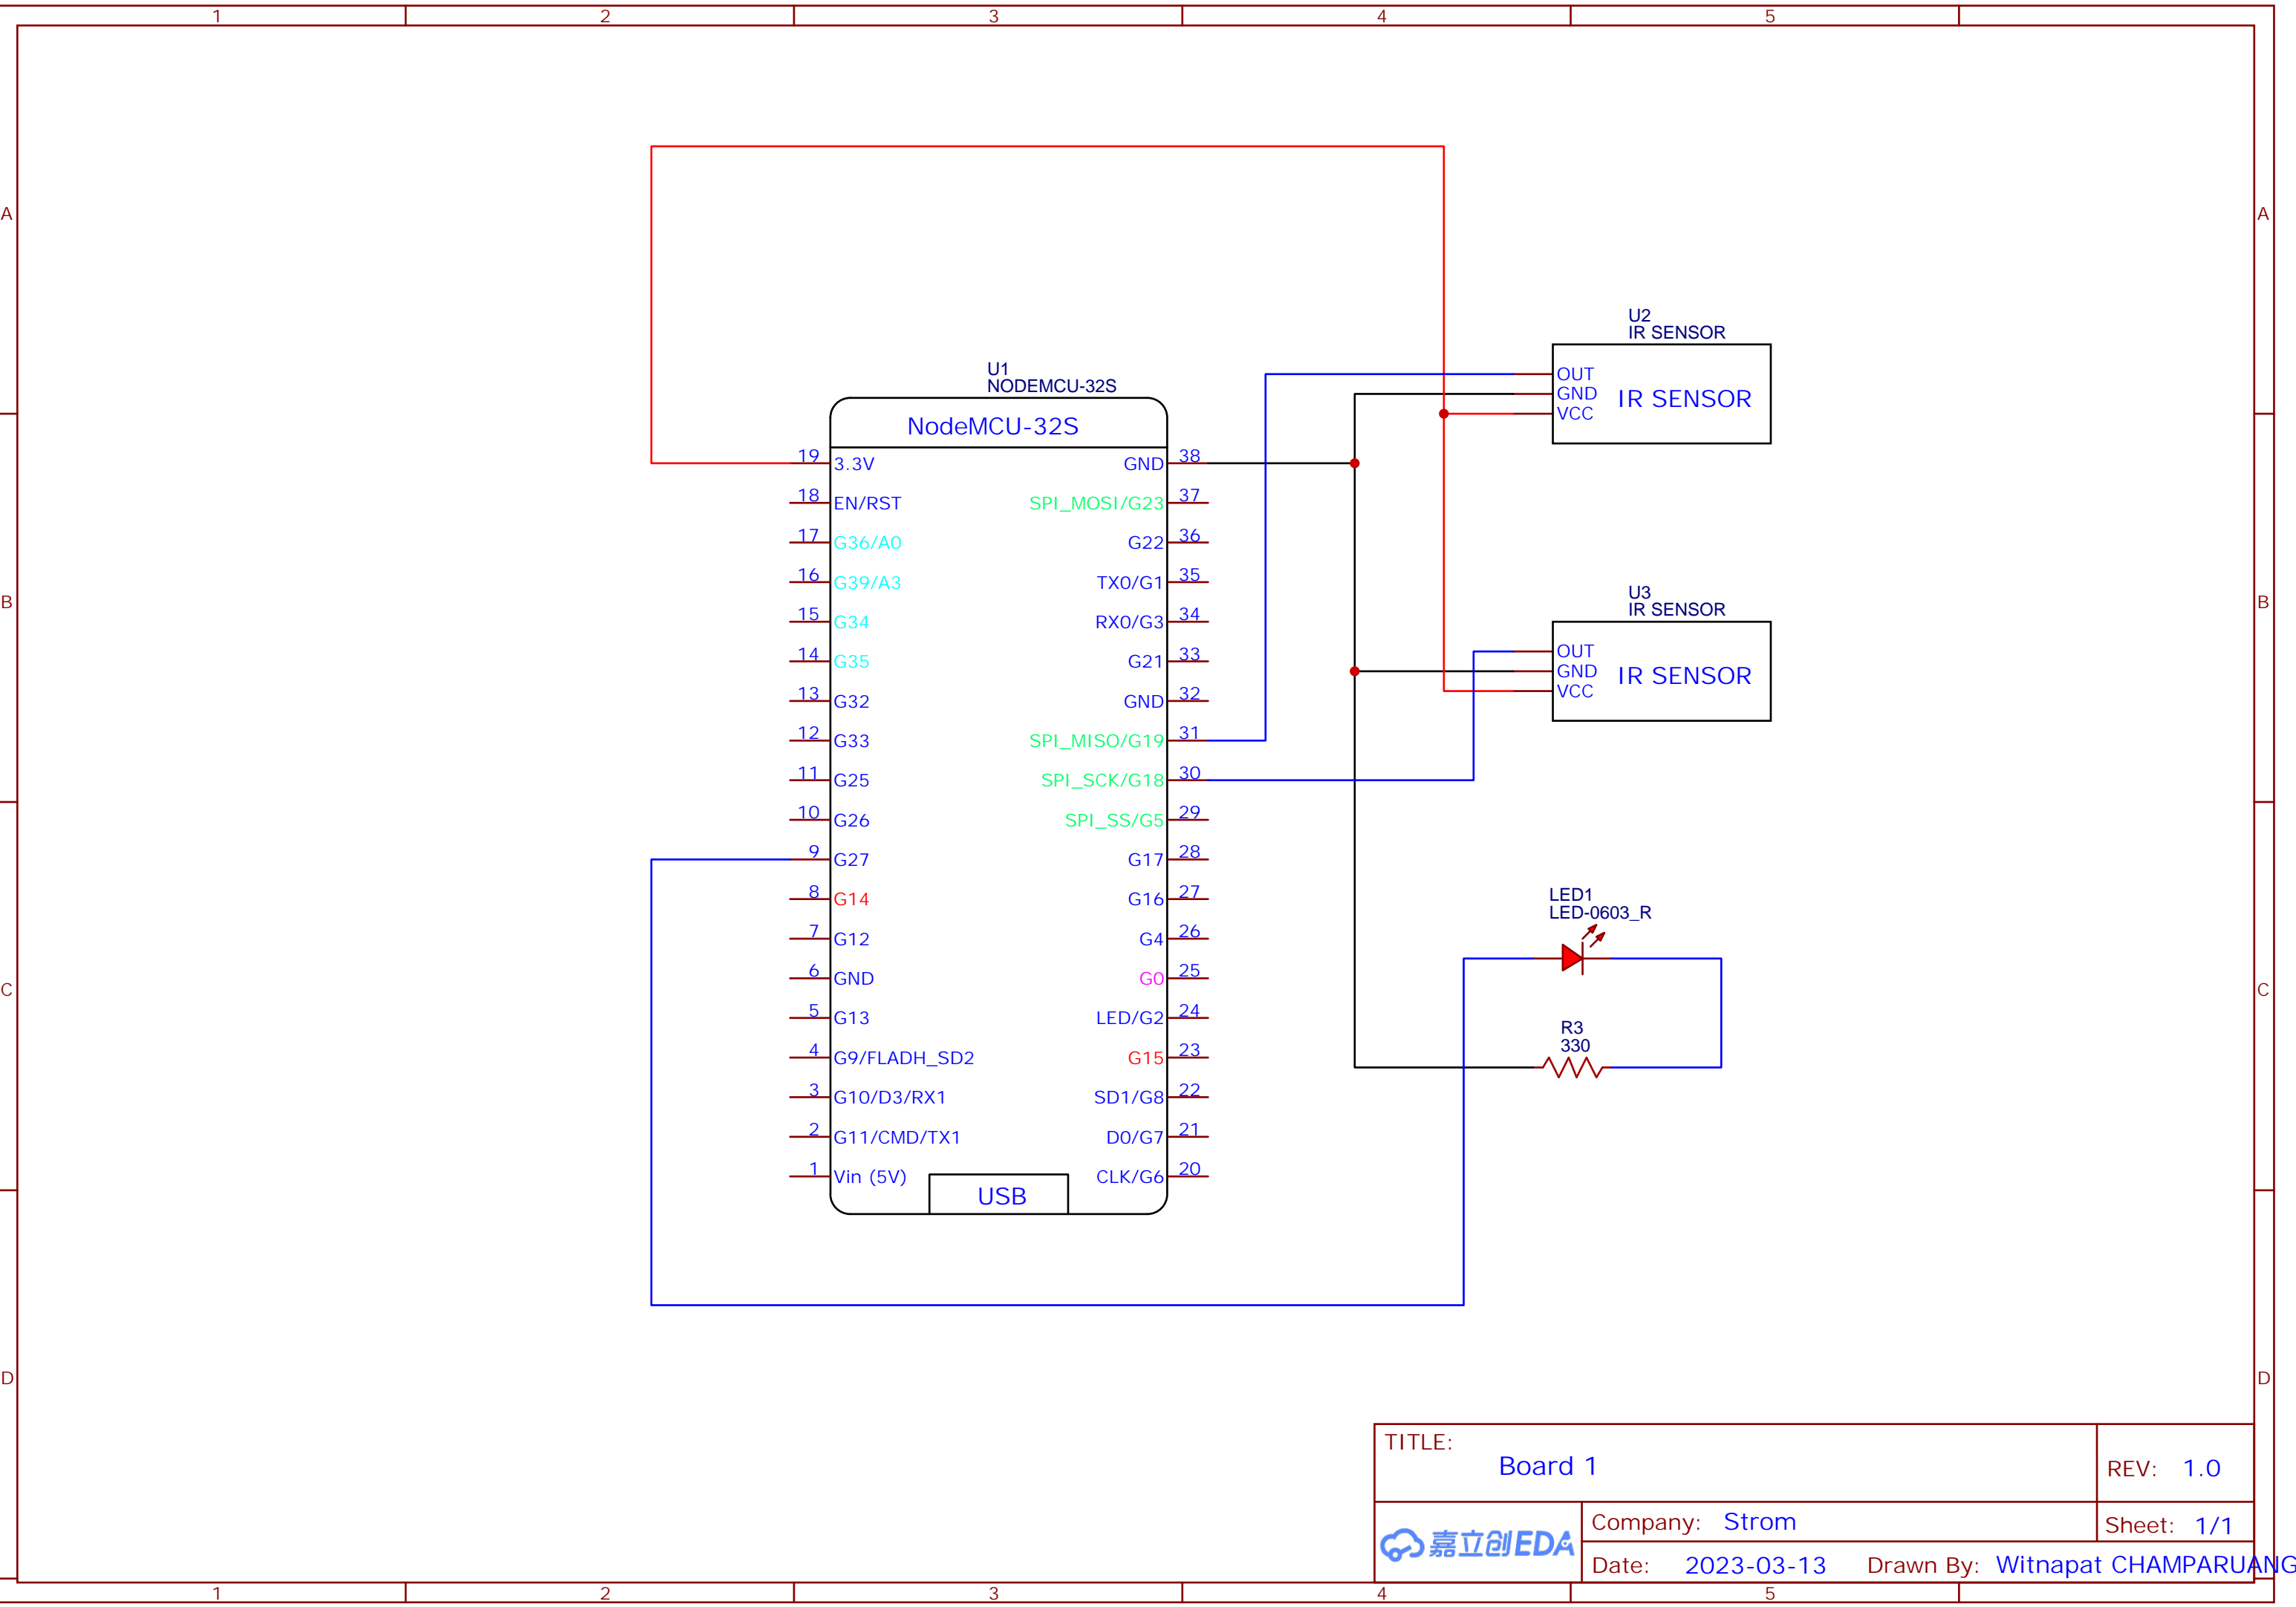 1 2 3 4 5
A A
B B
C C
D D
U1
NODEMCU-32S
NodeMCU-32S
19 3.3V GND 38
18 EN/RST SPI_MOSI/G23 37
17 G36/A0 G22 36
16 G39/A3 TX0/G1 35
15 G34 RX0/G3 34
14 G35 G21 33
13 G32 GND 32
12 G33 SPI_MISO/G19 31
11 G25 SPI_SCK/G18 30
10 G26 SPI_SS/G5 29
9 G27 G17 28
8 G14 G16 27
7 G12 G4 26
6 GND G0 25
5 G13 LED/G2 24
4 G9/FLADH_SD2 G15 23
3 G10/D3/RX1 SD1/G8 22
2 G11/CMD/TX1 D0/G7 21
1 Vin (5V) CLK/G6 20
USB
U2
IR SENSOR
OUT
GND
VCC
IR SENSOR
U3
IR SENSOR
OUT
GND
VCC
IR SENSOR
LED1
LED-0603_R
R3
330
TITLE:
Board 1
REV: 1.0
嘉立创EDA
Company: Strom
Sheet: 1/1
Date: 2023-03-13 Drawn By: Witnapat CHAMPARUANG
1 2 3 4 5